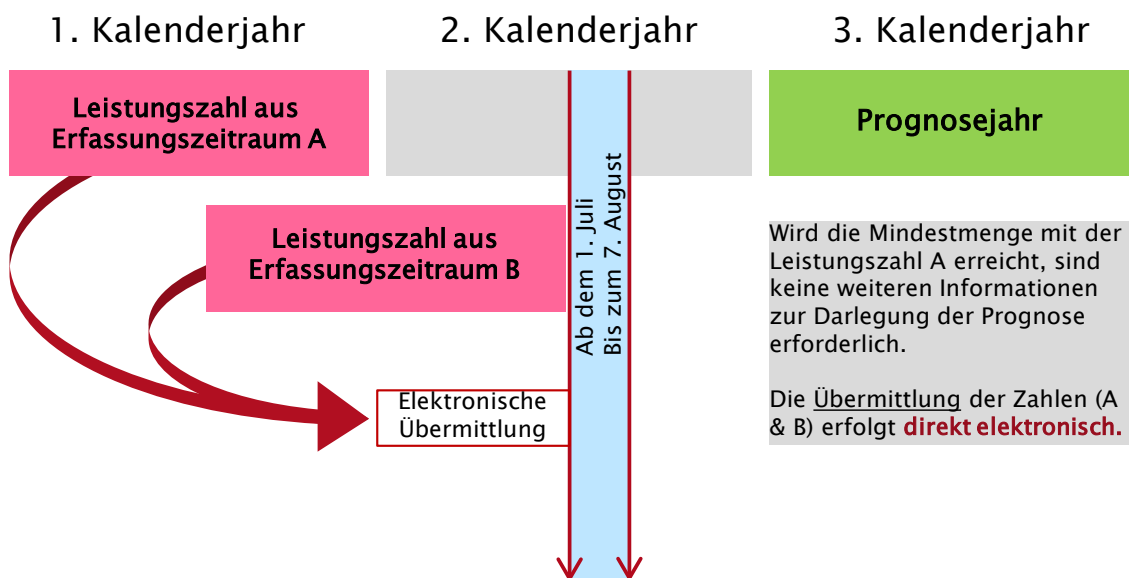 1. Kalenderjahr
2. Kalenderjahr
3. Kalenderjahr
Leistungszahl aus
Erfassungszeitraum A
Prognosejahr
Leistungszahl aus
Erfassungszeitraum B
Ab dem 1. Juli
Bis zum 7. August
Elektronische
Übermittlung
Wird die Mindestmenge mit der
Leistungszahl A erreicht, sind
keine weiteren Informationen
zur Darlegung der Prognose
erforderlich.
Die Übermittlung der Zahlen (A
& B) erfolgt direkt elektronisch.